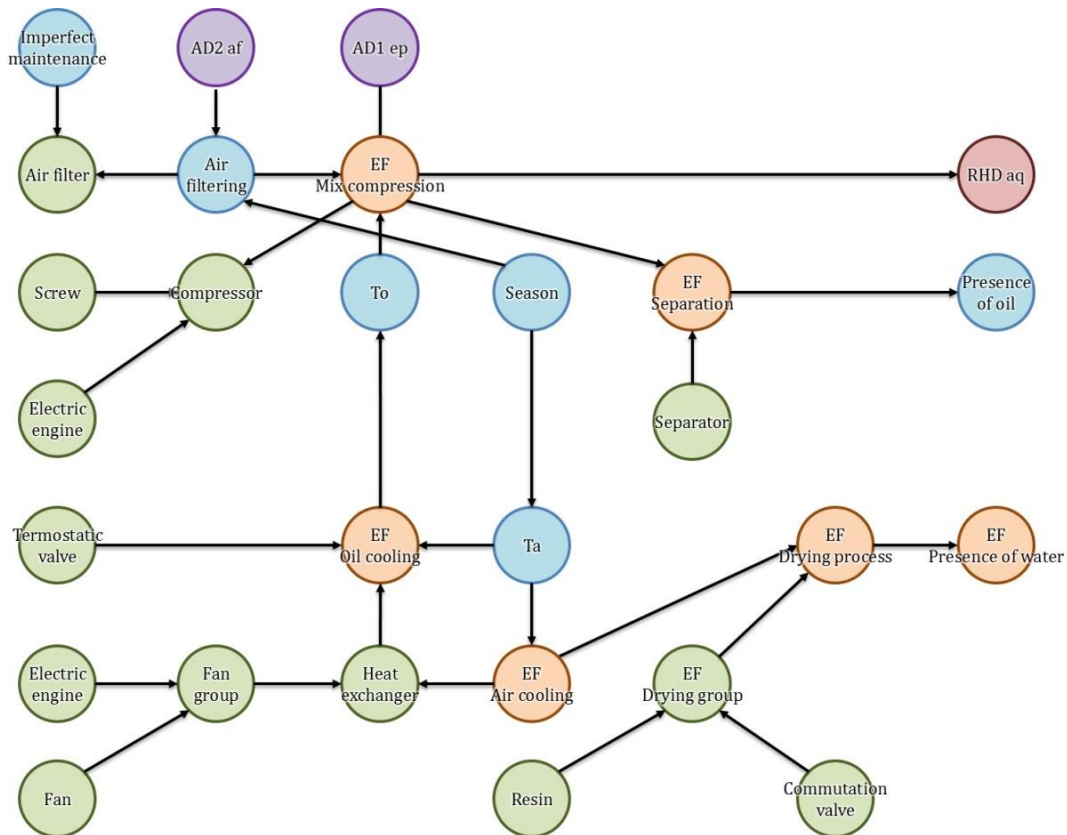 Imperfect
maintenance
AD2 af
AD1 ep
Air filter
Air
filtering
EF
Mix compression
RHD aq
Screw
Compressor
To
Season
EF
Separation
Presence
of oil
Electric
engine
Separator
Termostatic
valve
EF
Oil cooling
Ta
EF
Drying process
EF
Presence of water
Electric
engine
Fan
group
Heat
exchanger
EF
Air cooling
EF
Drying group
Fan
Resin
Commutation
valve